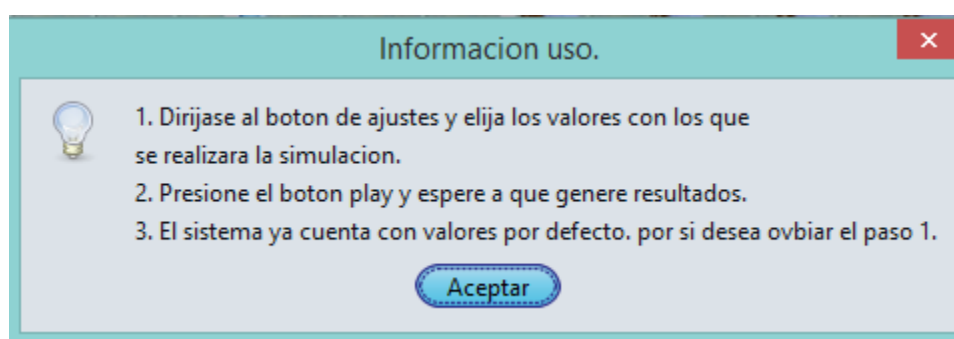 Informacion uso.
1. Dirijase al boton de ajustes y elija los valores con los que
se realizara la simulacion.
2. Presione el boton play y espere a que genere resultados.
3. El sistema ya cuenta con valores por defecto. por si desea ovbiar el paso 1.
Aceptar